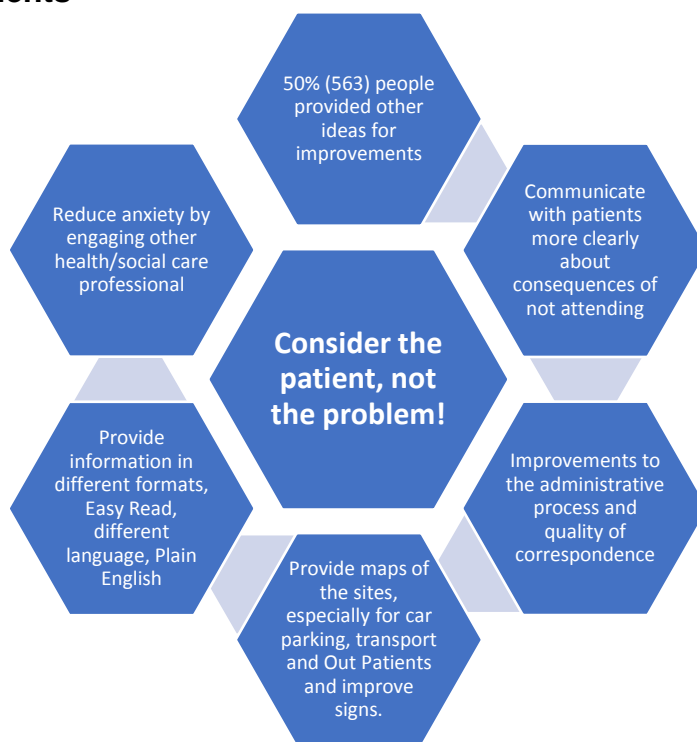 50% (563) people
provided other
ideas for
improvements
Communicate
with patients
more clearly
about
consequences of
not attending
Improvements to
the administrative
process and
quality of
correspondence
Provide maps of
the sites,
especially for car
parking, transport
and Out Patients
and improve
signs.
Provide
information in
different formats,
Easy Read,
different
language, Plain
English
Reduce anxiety by
engaging other
health/social care
professional
Consider the
patient, not
the problem!